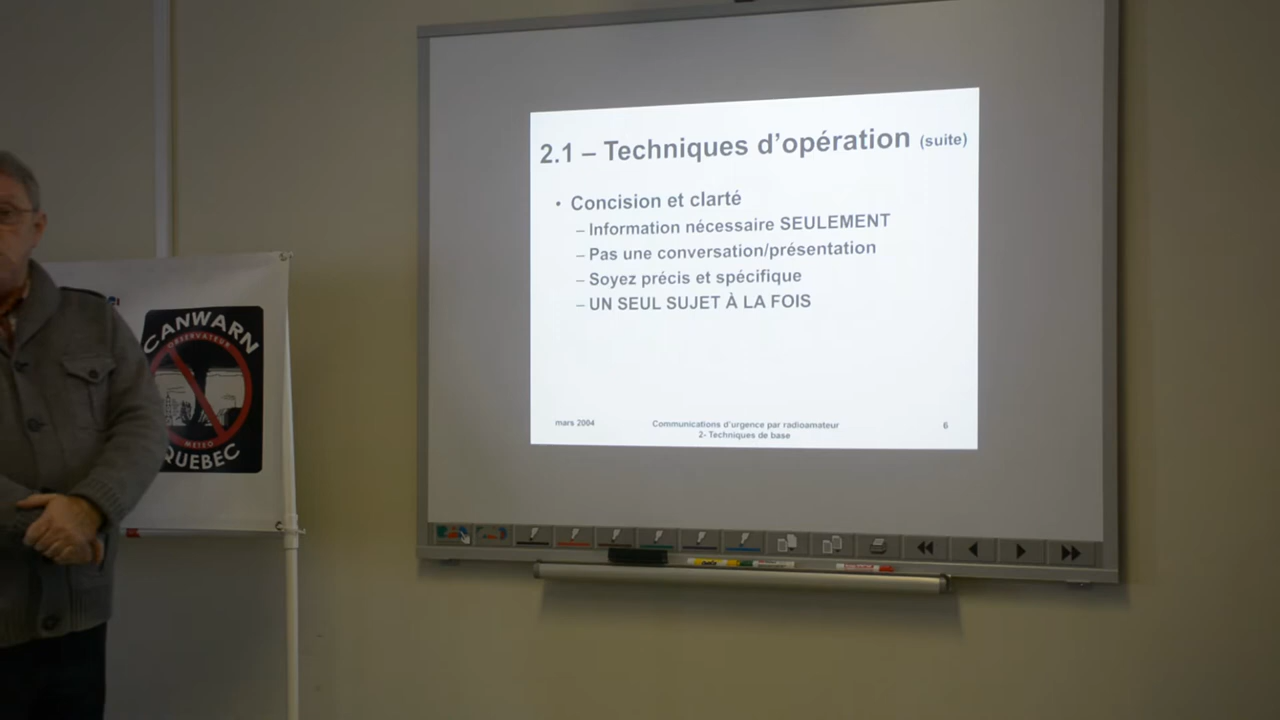 2.1 – Techniques d'opération (suite)
• Concision et clarté
– Information nécessaire SEULEMENT
– Pas une conversation/présentation
– Soyez précis et spécifique
– UN SEUL SUJET À LA FOIS
mars 2004
Communications d'urgence par radioamateur
2- Techniques de base
6
CANWARN
OBSERVATEUR
METEO
QUEBEC